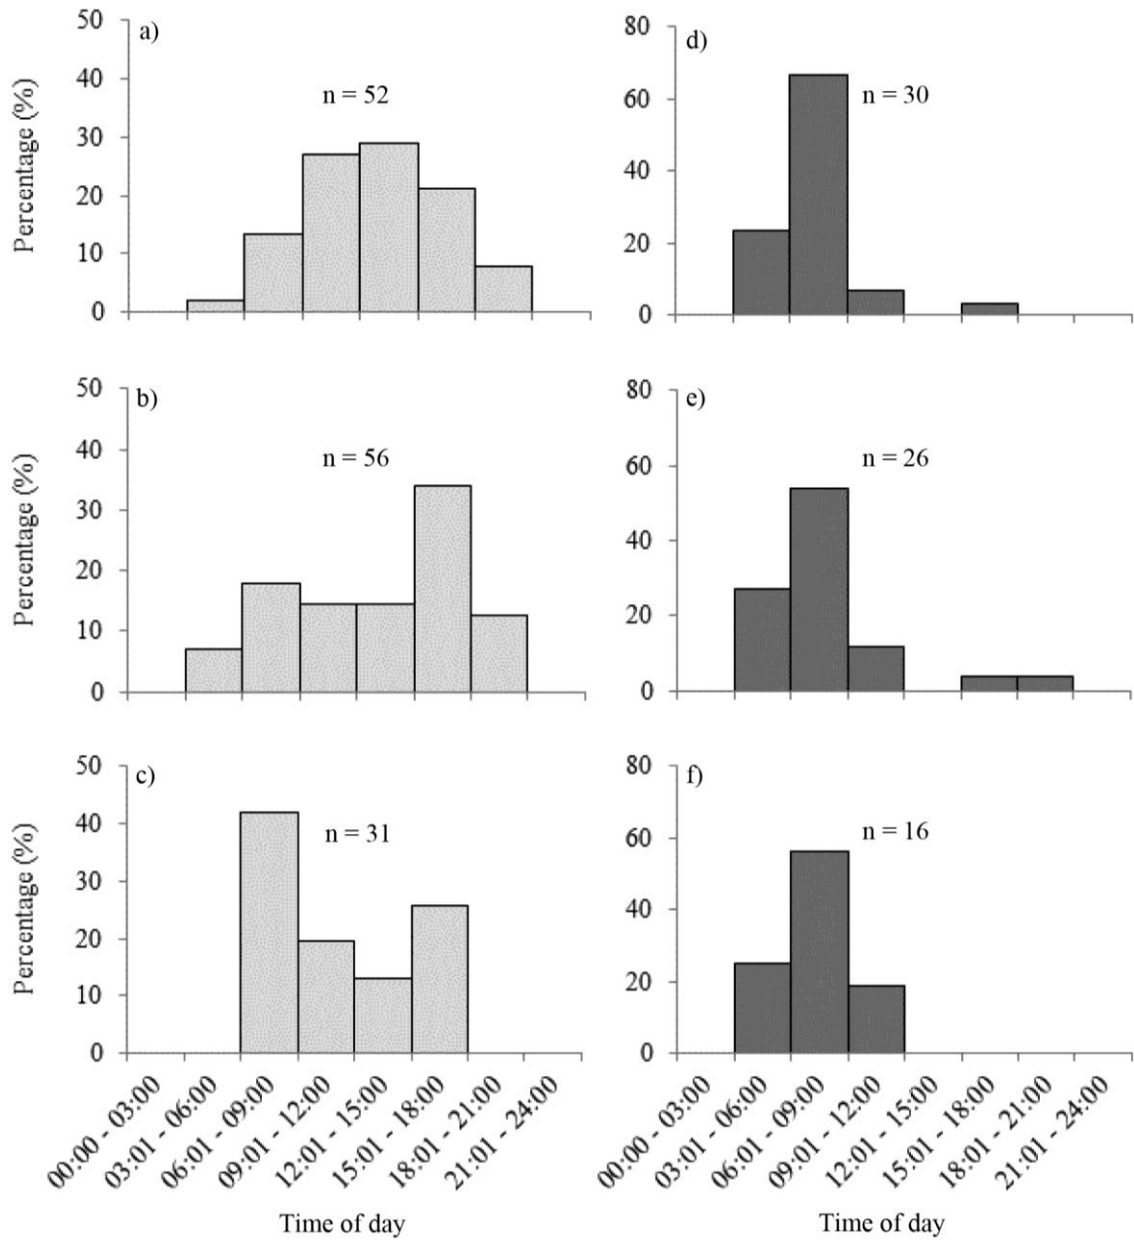 a)
n = 52
Percentage (%)
50
40
30
20
10
0
d)
n = 30
80
60
40
20
0
b)
n = 56
Percentage (%)
50
40
30
20
10
0
e)
n = 26
80
60
40
20
0
c)
n = 31
Percentage (%)
50
40
30
20
10
0
f)
n = 16
80
60
40
20
0
00:00 - 03:00
03:01 - 06:00
06:01 - 09:00
09:01 - 12:00
12:01 - 15:00
15:01 - 18:00
18:01 - 21:00
21:01 - 24:00
Time of day
00:00 - 03:00
03:01 - 06:00
06:01 - 09:00
09:01 - 12:00
12:01 - 15:00
15:01 - 18:00
18:01 - 21:00
21:01 - 24:00
Time of day